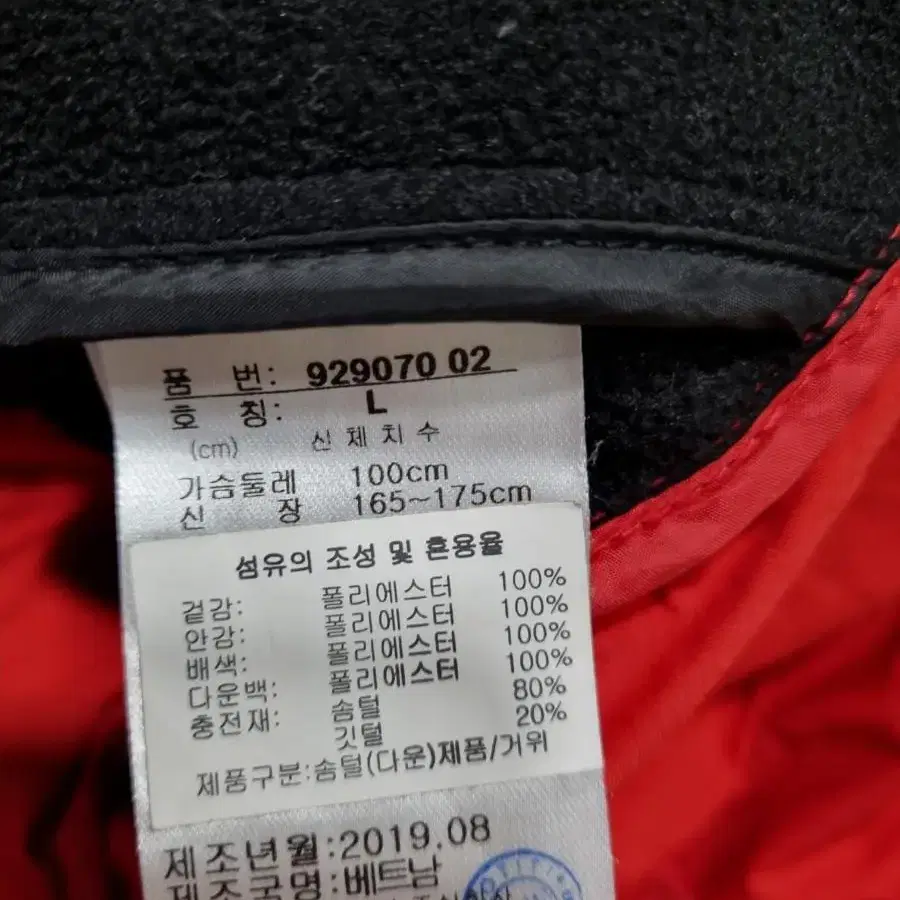 품 번: 929070 02
호 칭: L
(cm) 신체치수
가슴둘레 100cm
신 장 165~175cm
섬유의 조성 및 혼용율
겉감: 폴리에스터 100%
안감: 폴리에스터 100%
배색: 폴리에스터 100%
다운백: 폴리에스터 100%
충전재: 솜털 80%
깃털 20%
제품구분:솜털(다운)제품/거위
제조년월:2019.08
제조국명:베트남